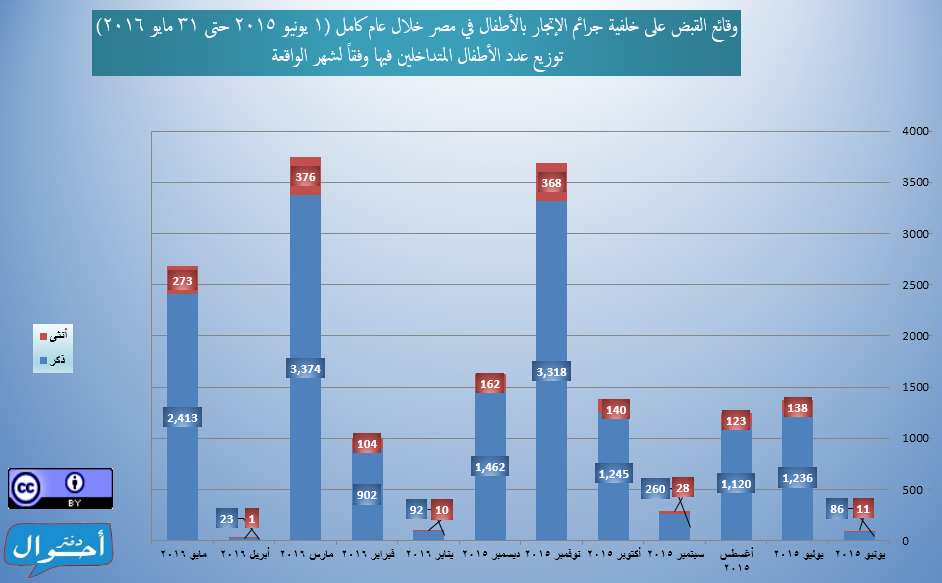 وقائع القبض على خلفية جرائم الإتجار بالأطفال في مصر خلال عام كامل (١ يونيو ٢٠١٥ حتى ٣١ مايو ٢٠١٦)
توزيع عدد الأطفال المتداخلين فيها وفقاً لشهر الواقعة
4000
3500
3000
2500
2000
1500
1000
500
0
11
86
138
1,236
123
1,120
28
260
140
1,245
368
3,318
162
1,462
10
92
104
902
376
3,374
1
23
273
2,413
يونيو ٢٠١٥
يوليو ٢٠١٥
أغسطس
٢٠١٥
سبتمبر ٢٠١٥
أكتوبر ٢٠١٥
نوفمبر ٢٠١٥
ديسمبر ٢٠١٥
يناير ٢٠١٦
فبراير ٢٠١٦
مارس ٢٠١٦
أبريل ٢٠١٦
مايو ٢٠١٦
أنثى
ذكر
cc
BY
دفتر
أحوال